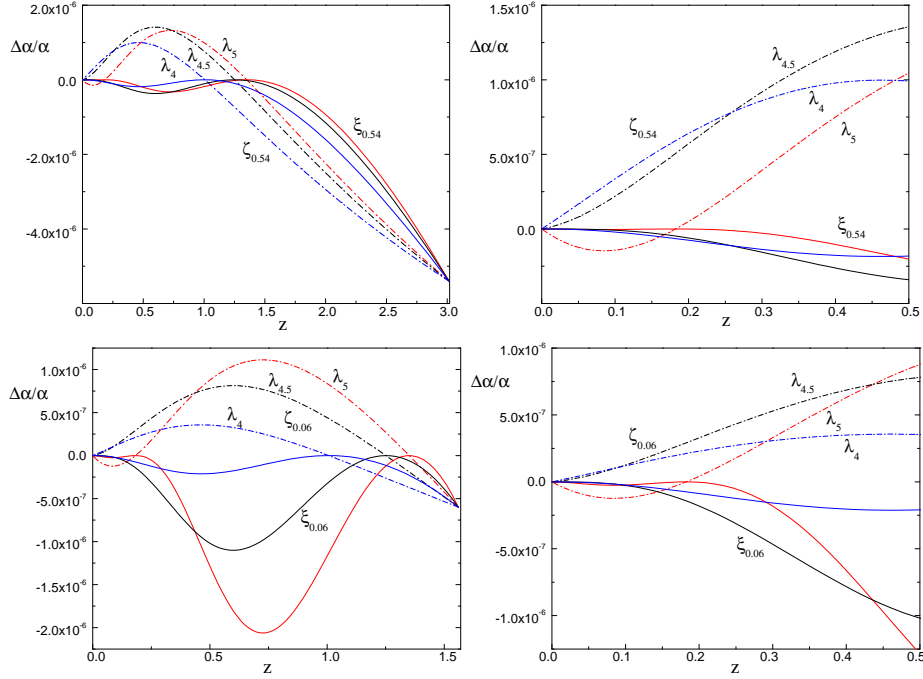 2.0x10⁻⁶
Δα/α
0.0
-2.0x10⁻⁶
-4.0x10⁻⁶
λ₄
λ₄.₅
λ₅
ξ₀.₅₄
ζ₀.₅₄
0.0 0.5 1.0 1.5 2.0 2.5 3.0
z
1.5x10⁻⁶
Δα/α
1.0x10⁻⁶
5.0x10⁻⁷
0.0
λ₄.₅
λ₄
ζ₀.₅₄
λ₅
ξ₀.₅₄
0.0 0.1 0.2 0.3 0.4 0.5
z
1.0x10⁻⁶
Δα/α
5.0x10⁻⁷
0.0
-5.0x10⁻⁷
-1.0x10⁻⁶
-1.5x10⁻⁶
-2.0x10⁻⁶
λ₄.₅
λ₅
λ₄
ζ₀.₀₆
ξ₀.₀₆
0.0 0.5 1.0 1.5
z
1.0x10⁻⁶
Δα/α
5.0x10⁻⁷
0.0
-5.0x10⁻⁷
-1.0x10⁻⁶
λ₄.₅
ζ₀.₀₆
λ₅
λ₄
ξ₀.₀₆
0.0 0.1 0.2 0.3 0.4 0.5
z